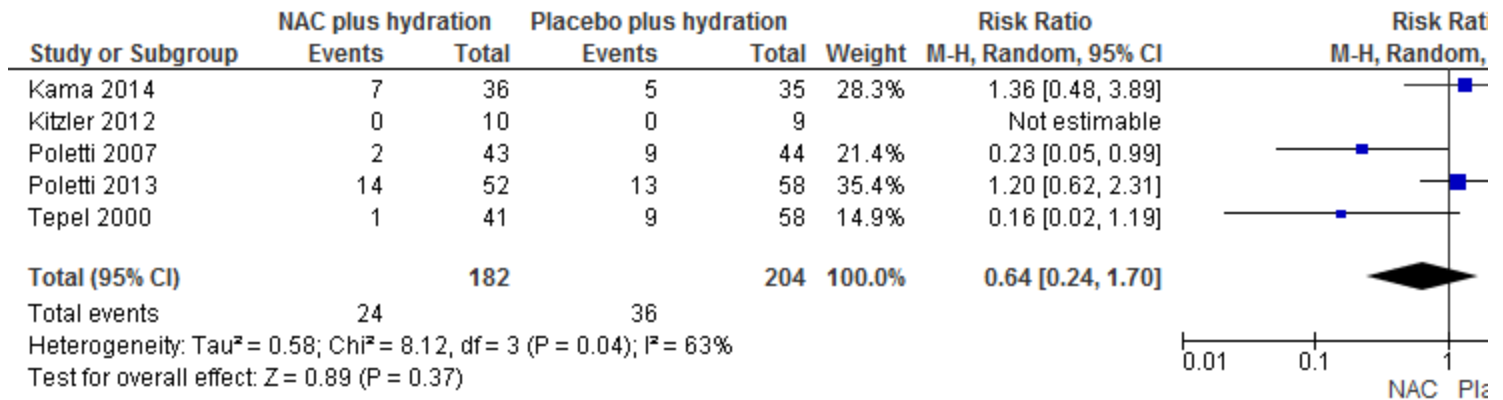 NAC plus hydration Placebo plus hydration Risk Ratio Risk Rati
Study or Subgroup Events Total Events Total Weight M-H, Random, 95% CI M-H, Random,
Kama 2014 7 36 5 35 28.3% 1.36 [0.48, 3.89]
Kitzler 2012 0 10 0 9 Not estimable
Poletti 2007 2 43 9 44 21.4% 0.23 [0.05, 0.99]
Poletti 2013 14 52 13 58 35.4% 1.20 [0.62, 2.31]
Tepel 2000 1 41 9 58 14.9% 0.16 [0.02, 1.19]
Total (95% CI) 182 204 100.0% 0.64 [0.24, 1.70]
Total events 24 36
Heterogeneity: Tau² = 0.58; Chi² = 8.12, df = 3 (P = 0.04); I² = 63%
Test for overall effect: Z = 0.89 (P = 0.37)
0.01 0.1 1
NAC Pla